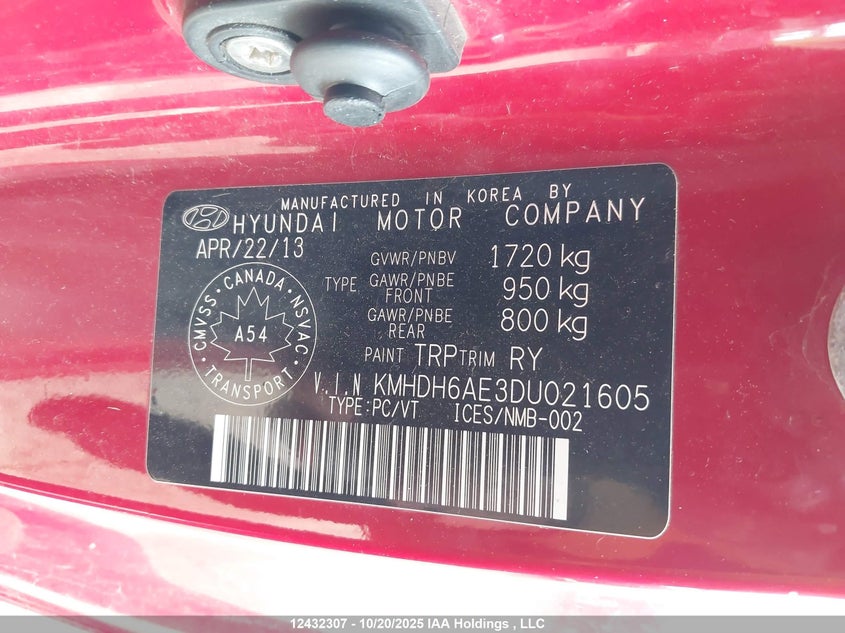 MANUFACTURED IN KOREA BY
HYUNDAI MOTOR COMPANY
APR/22/13
GVWR/PNBV 1720 kg
TYPE GAWR/PNBE FRONT 950 kg
GAWR/PNBE REAR 800 kg
CMVSS • CANADA • NSVAC • TRANSPORT •
A54
PAINT TRP TRIM RY
V.I.N KMHDH6AE3DU021605
TYPE:PC/VT ICES/NMB-002
12432307 - 10/20/2025 IAA Holdings , LLC